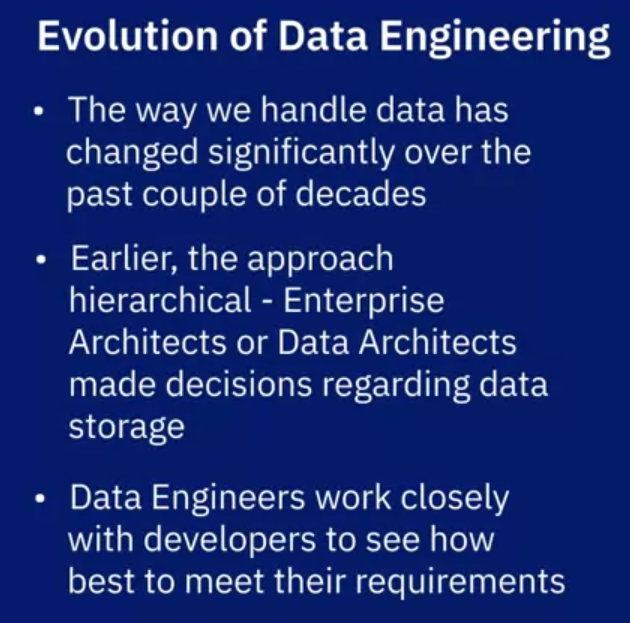 Evolution of Data Engineering
• The way we handle data has
changed significantly over the
past couple of decades
• Earlier, the approach
hierarchical - Enterprise
Architects or Data Architects
made decisions regarding data
storage
• Data Engineers work closely
with developers to see how
best to meet their requirements